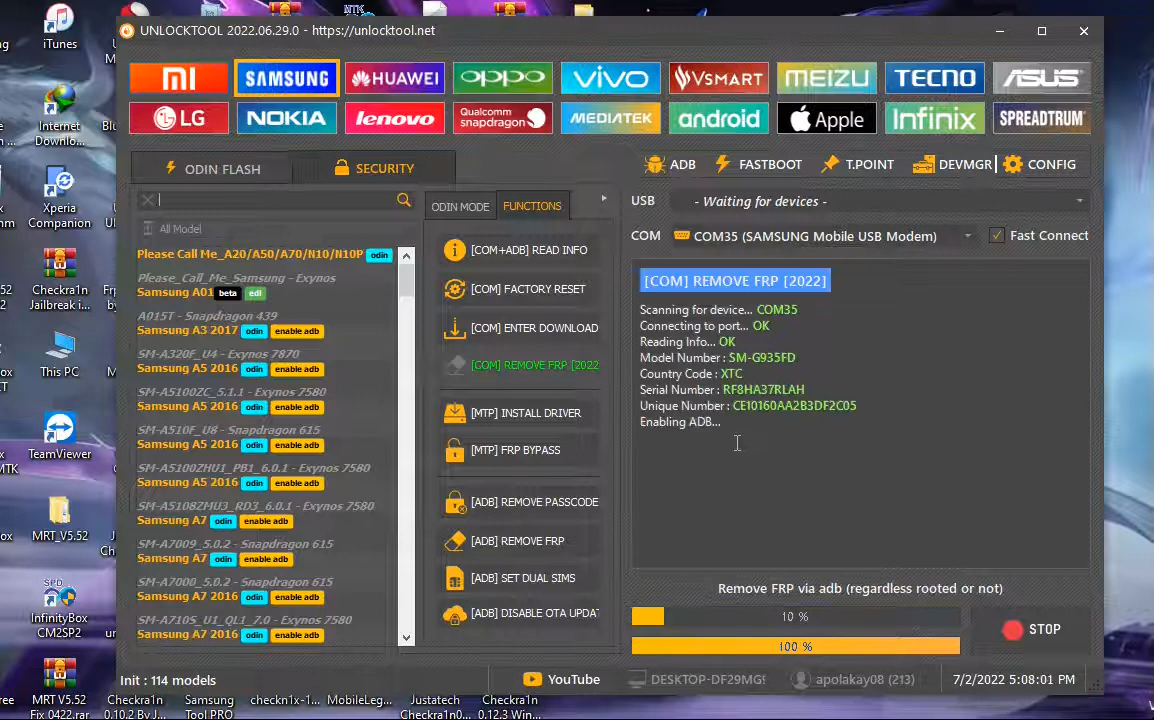 iTunes
Internet
Downlo...
Xperia
Companion
Checkra1n
Jailbreak i...
This PC
TeamViewer
MRT_V5.52
InfinityBox
CM2SP2
MRT V5.52
Fix 0422.rar
UNLOCKTOOL 2022.06.29.0 - https://unlocktool.net
MI SAMSUNG HUAWEI OPPO vivo VSMART MEIZU TECNO ASUS
LG NOKIA lenovo Qualcomm snapdragon MEDIATEK android Apple Infinix SPREADTRUM
ODIN FLASH SECURITY
ADB FASTBOOT T.POINT DEVMGR CONFIG
All Model
Please Call Me_A20/A50/A70/N10/N10P odin
Please_Call_Me_Samsung - Exynos
Samsung A01 beta edl
A015T - Snapdragon 439
Samsung A3 2017 odin enable adb
SM-A320F_U4 - Exynos 7870
Samsung A5 2016 odin enable adb
SM-A5100ZC_5.1.1 - Exynos 7580
Samsung A5 2016 odin enable adb
SM-A510F_U8 - Snapdragon 615
Samsung A5 2016 odin enable adb
SM-A5100ZHU1_PB1_6.0.1 - Exynos 7580
Samsung A5 2016 odin enable adb
SM-A5108ZMU3_RD3_6.0.1 - Exynos 7580
Samsung A7 odin enable adb
SM-A7009_5.0.2 - Snapdragon 615
Samsung A7 odin enable adb
SM-A7000_5.0.2 - Snapdragon 615
Samsung A7 2016 odin enable adb
SM-A710S_U1_QL1_7.0 - Exynos 7580
Samsung A7 2016 odin enable adb
ODIN MODE FUNCTIONS
[COM+ADB] READ INFO
[COM] FACTORY RESET
[COM] ENTER DOWNLOAD
[COM] REMOVE FRP [2022
[MTP] INSTALL DRIVER
[MTP] FRP BYPASS
[ADB] REMOVE PASSCODE
[ADB] REMOVE FRP
[ADB] SET DUAL SIMS
[ADB] DISABLE OTA UPDAT
USB - Waiting for devices -
COM COM35 (SAMSUNG Mobile USB Modem) Fast Connect
[COM] REMOVE FRP [2022]
Scanning for device... COM35
Connecting to port... OK
Reading Info... OK
Model Number : SM-G935FD
Country Code : XTC
Serial Number : RF8HA37RLAH
Unique Number : CE10160AA2B3DF2C05
Enabling ADB...
Remove FRP via adb (regardless rooted or not)
10 %
100 %
STOP
Init : 114 models YouTube DESKTOP-DF29MG9 apolakay08 (213) 7/2/2022 5:08:01 PM
Checkra1n
0.10.2 By J...
Samsung
Tool PRO
checkn1x-1...
MobileLeg...
Justatech
Checkra1n0...
Checkra1n
0.12.3 Win...